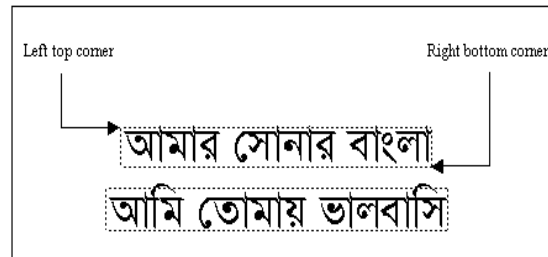 Left top corner
Right bottom corner
আমার সোনার বাংলা
আমি তোমায় ভালবাসি